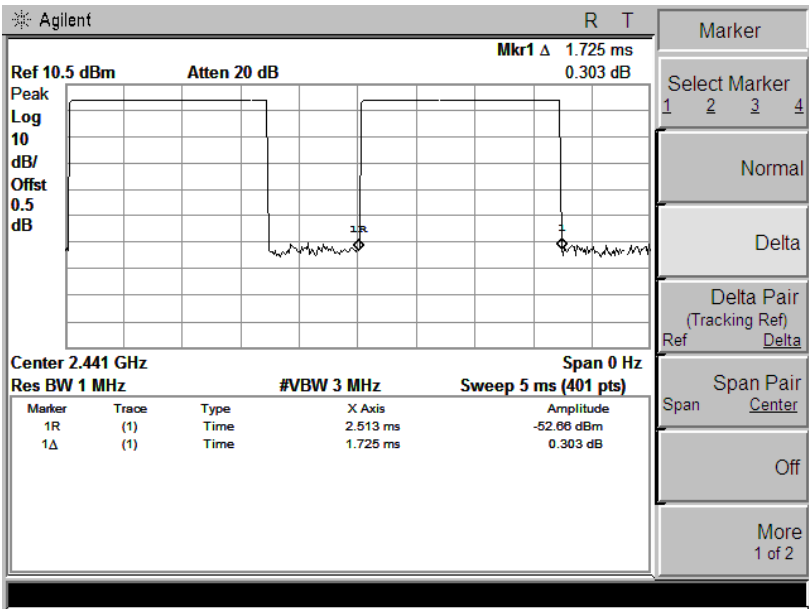 Agilent R T
Mkr1 Δ 1.725 ms
Ref 10.5 dBm Atten 20 dB 0.303 dB
Peak
Log
10
dB/
Offst
0.5
dB
1R 1
Center 2.441 GHz Span 0 Hz
Res BW 1 MHz #VBW 3 MHz Sweep 5 ms (401 pts)
Marker Trace Type X Axis Amplitude
1R (1) Time 2.513 ms -52.66 dBm
1Δ (1) Time 1.725 ms 0.303 dB
Marker
Select Marker
1 2 3 4
Normal
Delta
Delta Pair
(Tracking Ref)
Ref Delta
Span Pair
Span Center
Off
More
1 of 2